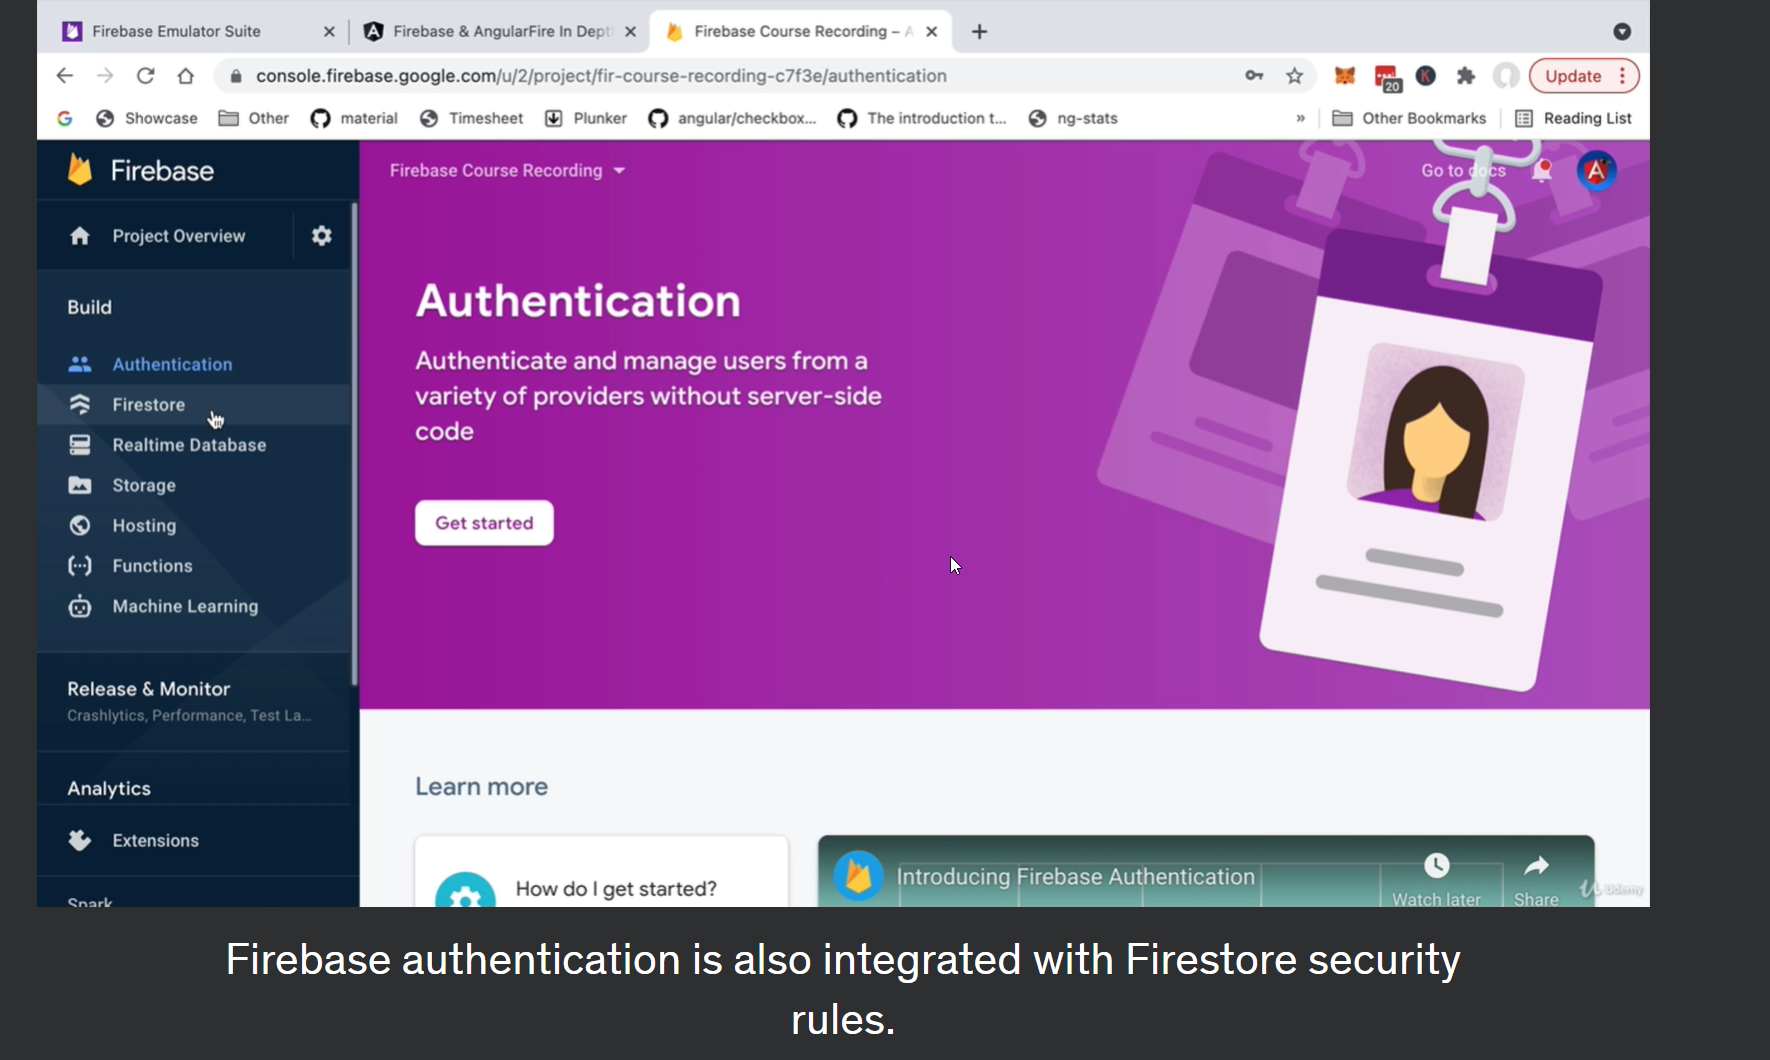 Firebase Emulator Suite
Firebase & AngularFire In Dept
Firebase Course Recording – A
console.firebase.google.com/u/2/project/fir-course-recording-c7f3e/authentication
20
K
Update
G
Showcase
Other
material
Timesheet
Plunker
angular/checkbox...
The introduction t...
ng-stats
»
Other Bookmarks
Reading List
Firebase
Firebase Course Recording
Go to docs
Project Overview
Build
Authentication
Firestore
Realtime Database
Storage
Hosting
Functions
Machine Learning
Release & Monitor
Crashlytics, Performance, Test La...
Analytics
Extensions
Spark
Authentication
Authenticate and manage users from a
variety of providers without server-side
code
Get started
Learn more
How do I get started?
Introducing Firebase Authentication
Watch later
Share
Udemy
Firebase authentication is also integrated with Firestore security
rules.